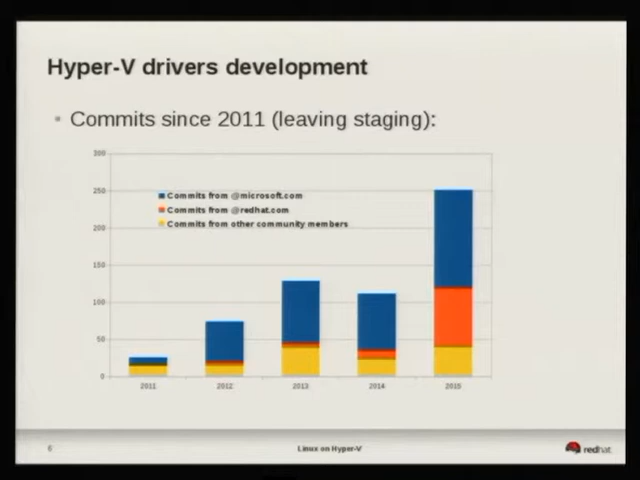 Hyper-V drivers development
Commits since 2011 (leaving staging):
300
250
200
150
100
50
0
Commits from @microsoft.com
Commits from @redhat.com
Commits from other community members
2011
2012
2013
2014
2015
6
Linux on Hyper-V
redhat